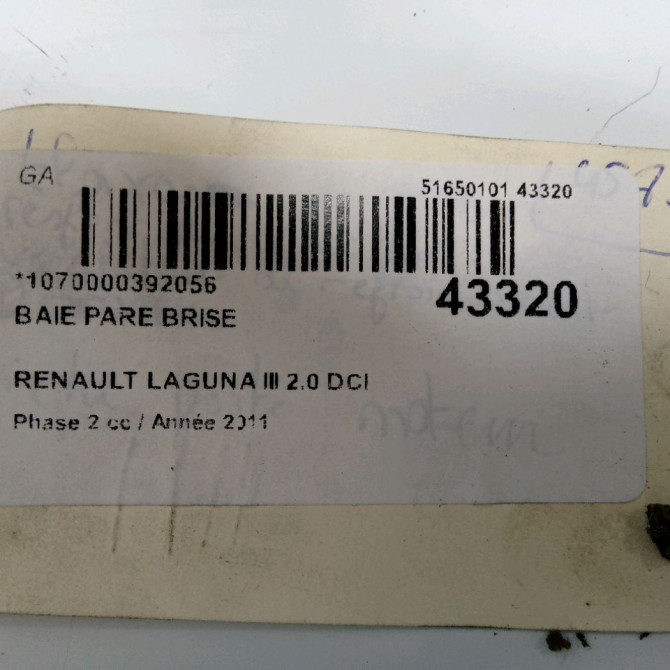 GA
51650101 43320
*1070000392056
43320
BAIE PARE BRISE
RENAULT LAGUNA III 2.0 DCI
Phase 2 cc / Année 2011